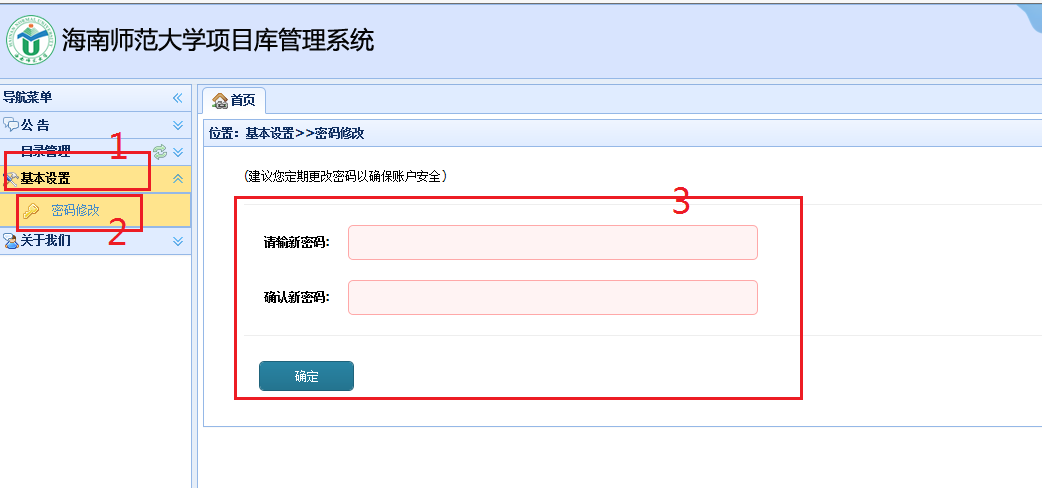 海南师范大学项目库管理系统
导航菜单
首页
公 告
位置：基本设置>>密码修改
1
目录管理
基本设置
(建议您定期更改密码以确保账户安全)
密码修改
3
2
关于我们
请输新密码:
确认新密码:
确定